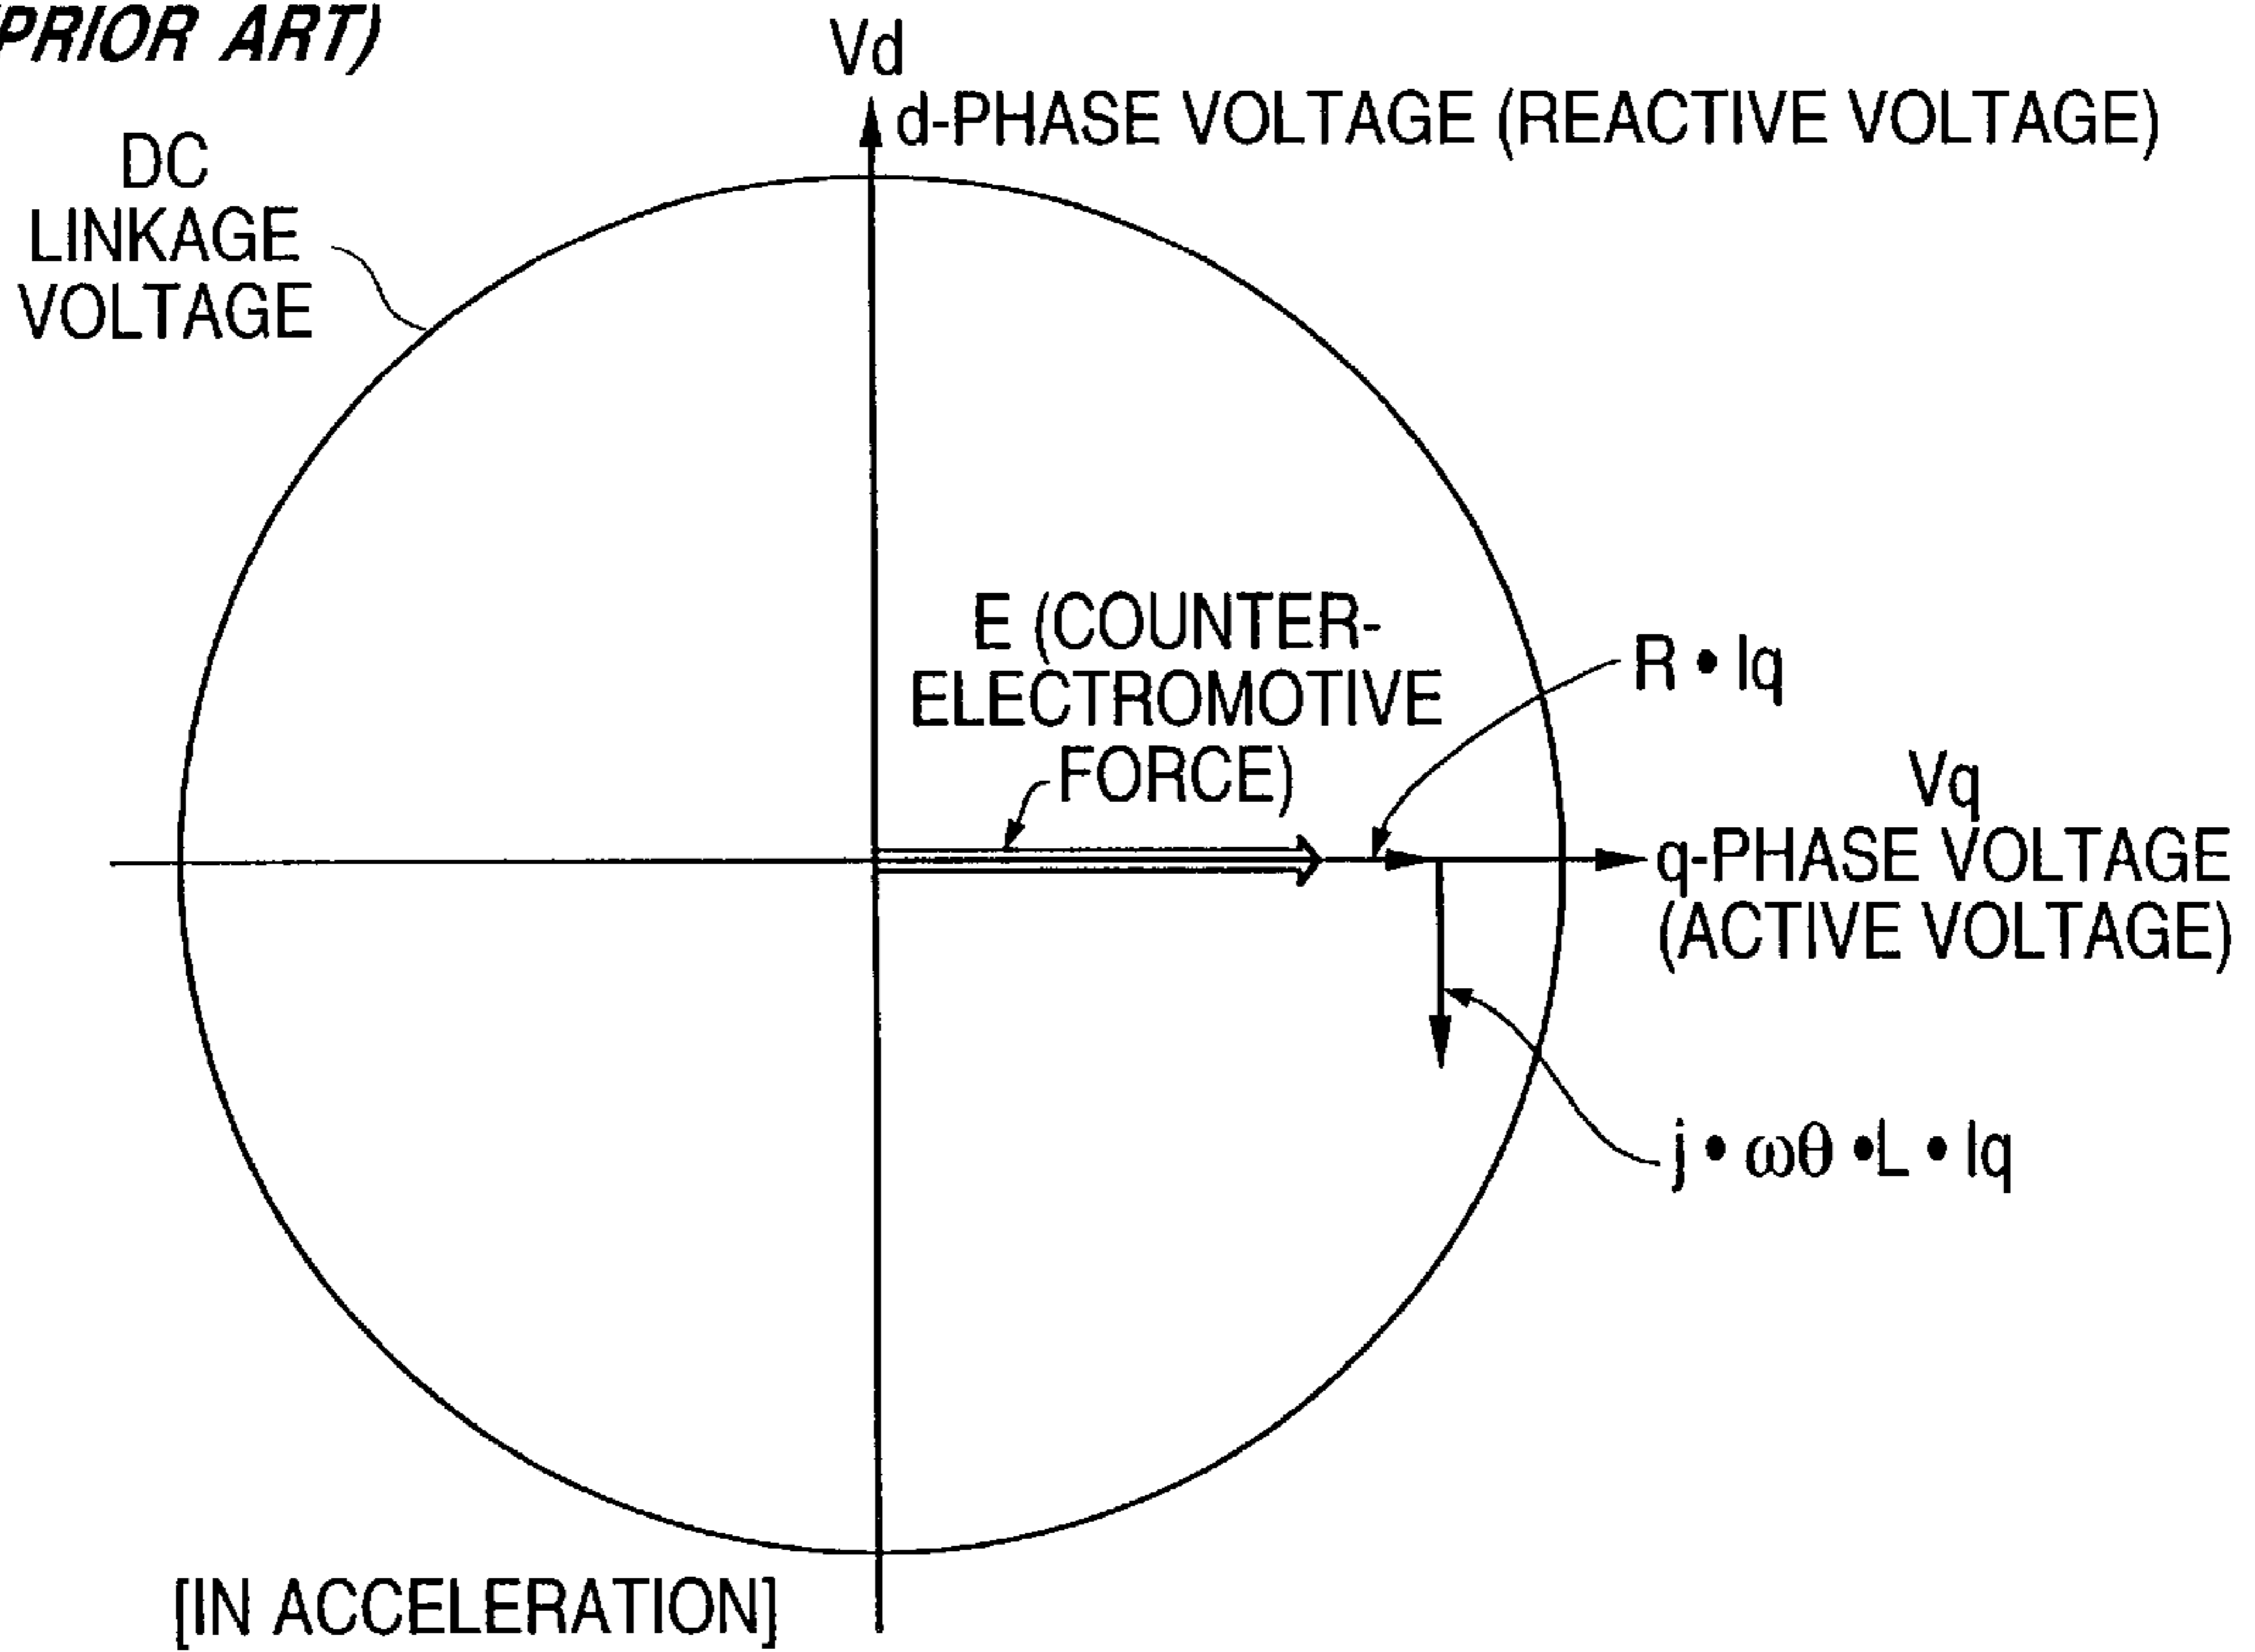 (PRIOR ART)
Vd
d-PHASE VOLTAGE (REACTIVE VOLTAGE)
DC
LINKAGE
VOLTAGE
E (COUNTER-
ELECTROMOTIVE
FORCE)
R • Iq
Vq
q-PHASE VOLTAGE
(ACTIVE VOLTAGE)
j • ωθ • L • Iq
[IN ACCELERATION]